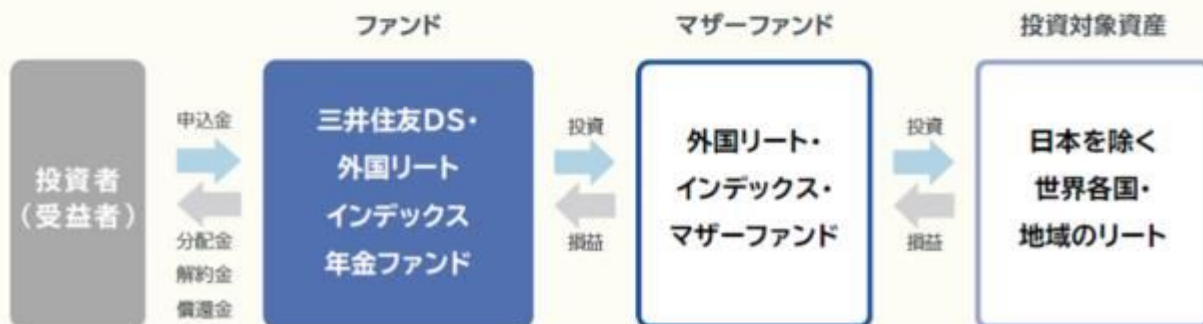 ファンド
マザーファンド
投資対象資産
投資者
(受益者)
申込金
分配金
解約金
償還金
三井住友DS・
外国リート
インデックス
年金ファンド
投資
損益
外国リート・
インデックス・
マザーファンド
投資
損益
日本を除く
世界各国・
地域のリート